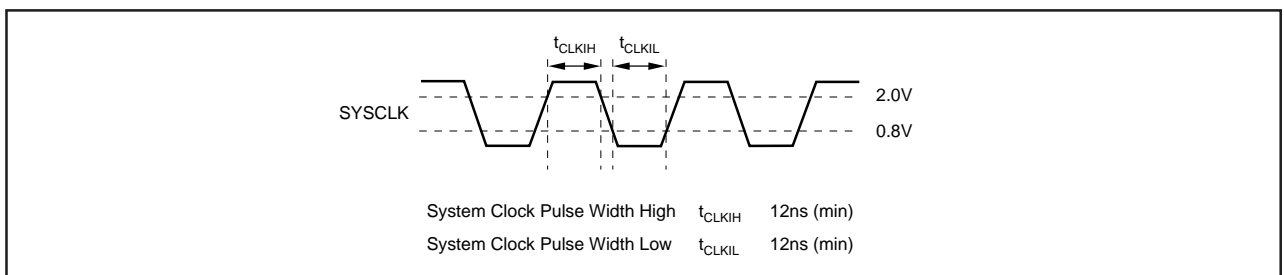 tCLKIH tCLKIL
SYSCLK
2.0V
0.8V
System Clock Pulse Width High tCLKIH 12ns (min)
System Clock Pulse Width Low tCLKIL 12ns (min)